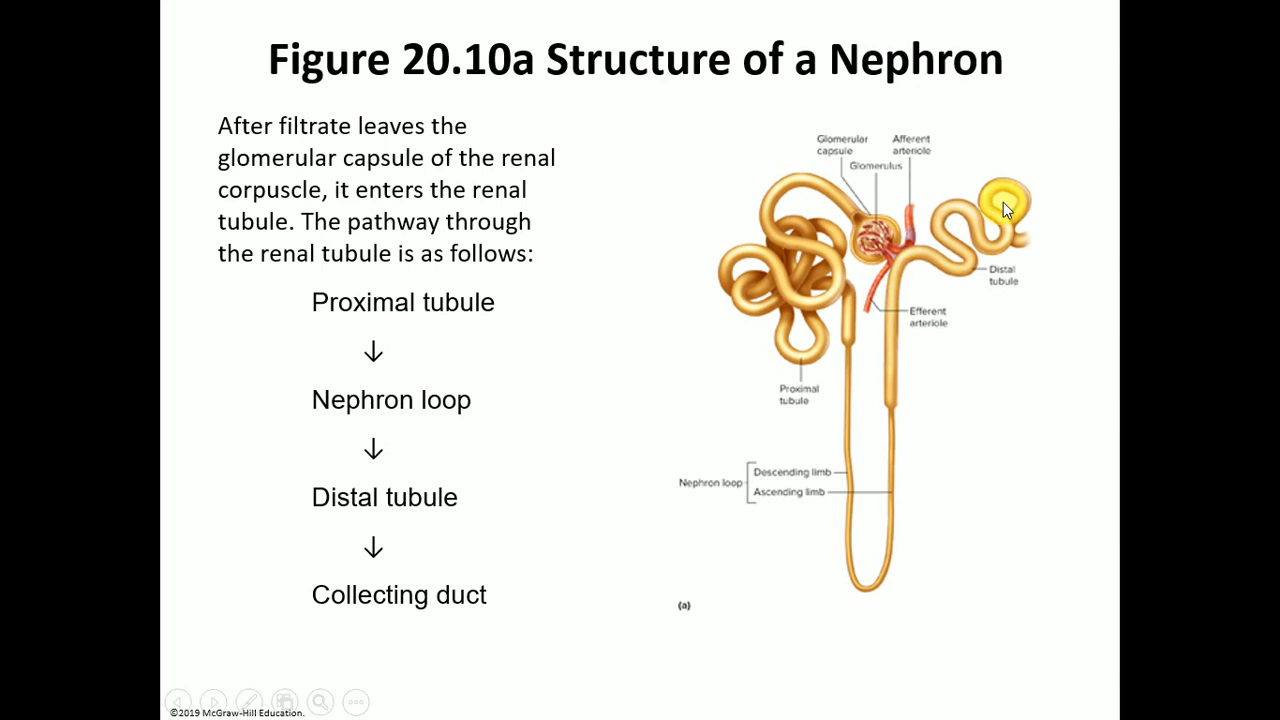 Figure 20.10a Structure of a Nephron
After filtrate leaves the
glomerular capsule of the renal
corpuscle, it enters the renal
tubule. The pathway through
the renal tubule is as follows:
Proximal tubule
↓
Nephron loop
↓
Distal tubule
↓
Collecting duct
Glomerular
capsule
Afferent
arteriole
Glomerulus
Distal
tubule
Efferent
arteriole
Proximal
tubule
Nephron loop
Descending limb
Ascending limb
(a)
©2019 McGraw-Hill Education.